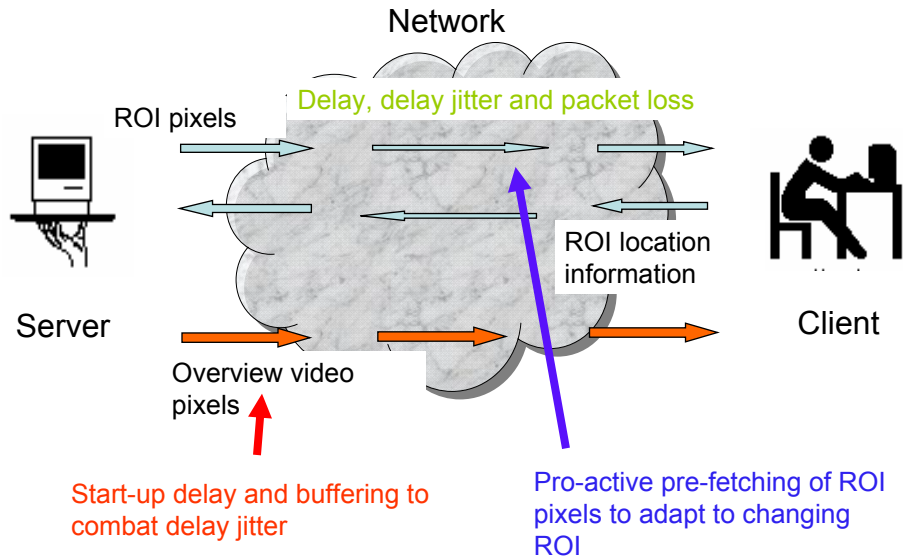 Network
Delay, delay jitter and packet loss
ROI pixels
ROI location
information
Server
Client
Overview video
pixels
Start-up delay and buffering to
combat delay jitter
Pro-active pre-fetching of ROI
pixels to adapt to changing
ROI